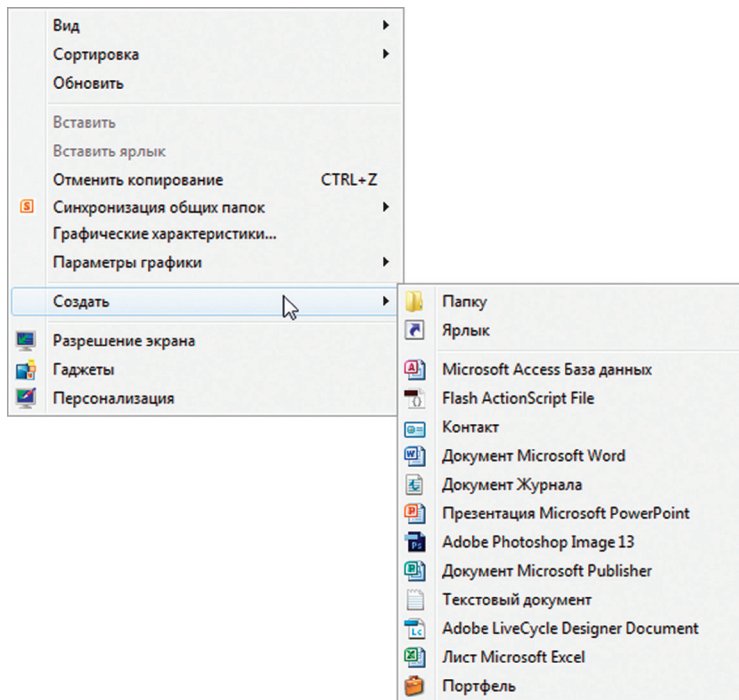 Вид
Сортировка
Обновить
Вставить
Вставить ярлык
Отменить копирование CTRL+Z
Синхронизация общих папок
Графические характеристики...
Параметры графики
Создать
Разрешение экрана
Гаджеты
Персонализация
Папку
Ярлык
Microsoft Access База данных
Flash ActionScript File
Контакт
Документ Microsoft Word
Документ Журнала
Презентация Microsoft PowerPoint
Adobe Photoshop Image 13
Документ Microsoft Publisher
Текстовый документ
Adobe LiveCycle Designer Document
Лист Microsoft Excel
Портфель